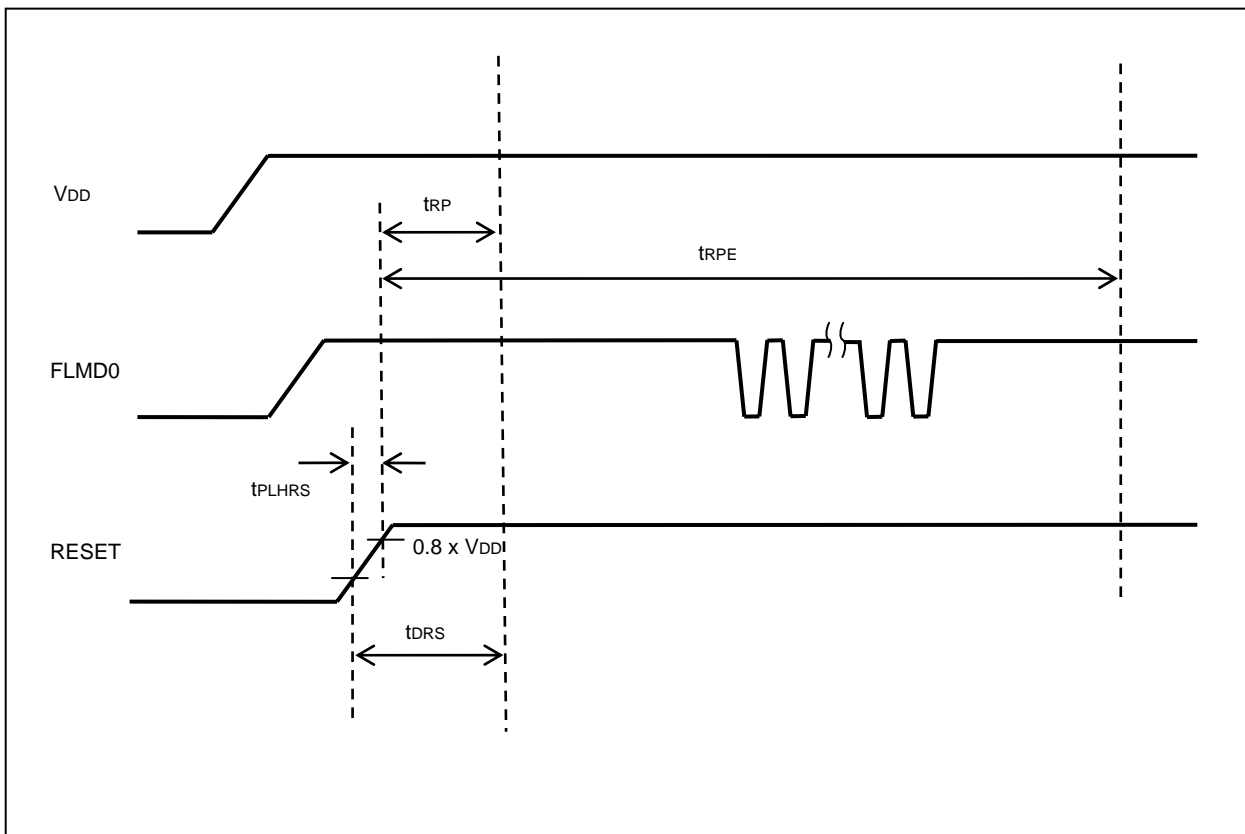 VDD
tRP
tRPE
FLMD0
tPLHRS
RESET
0.8 x VDD
tDRS